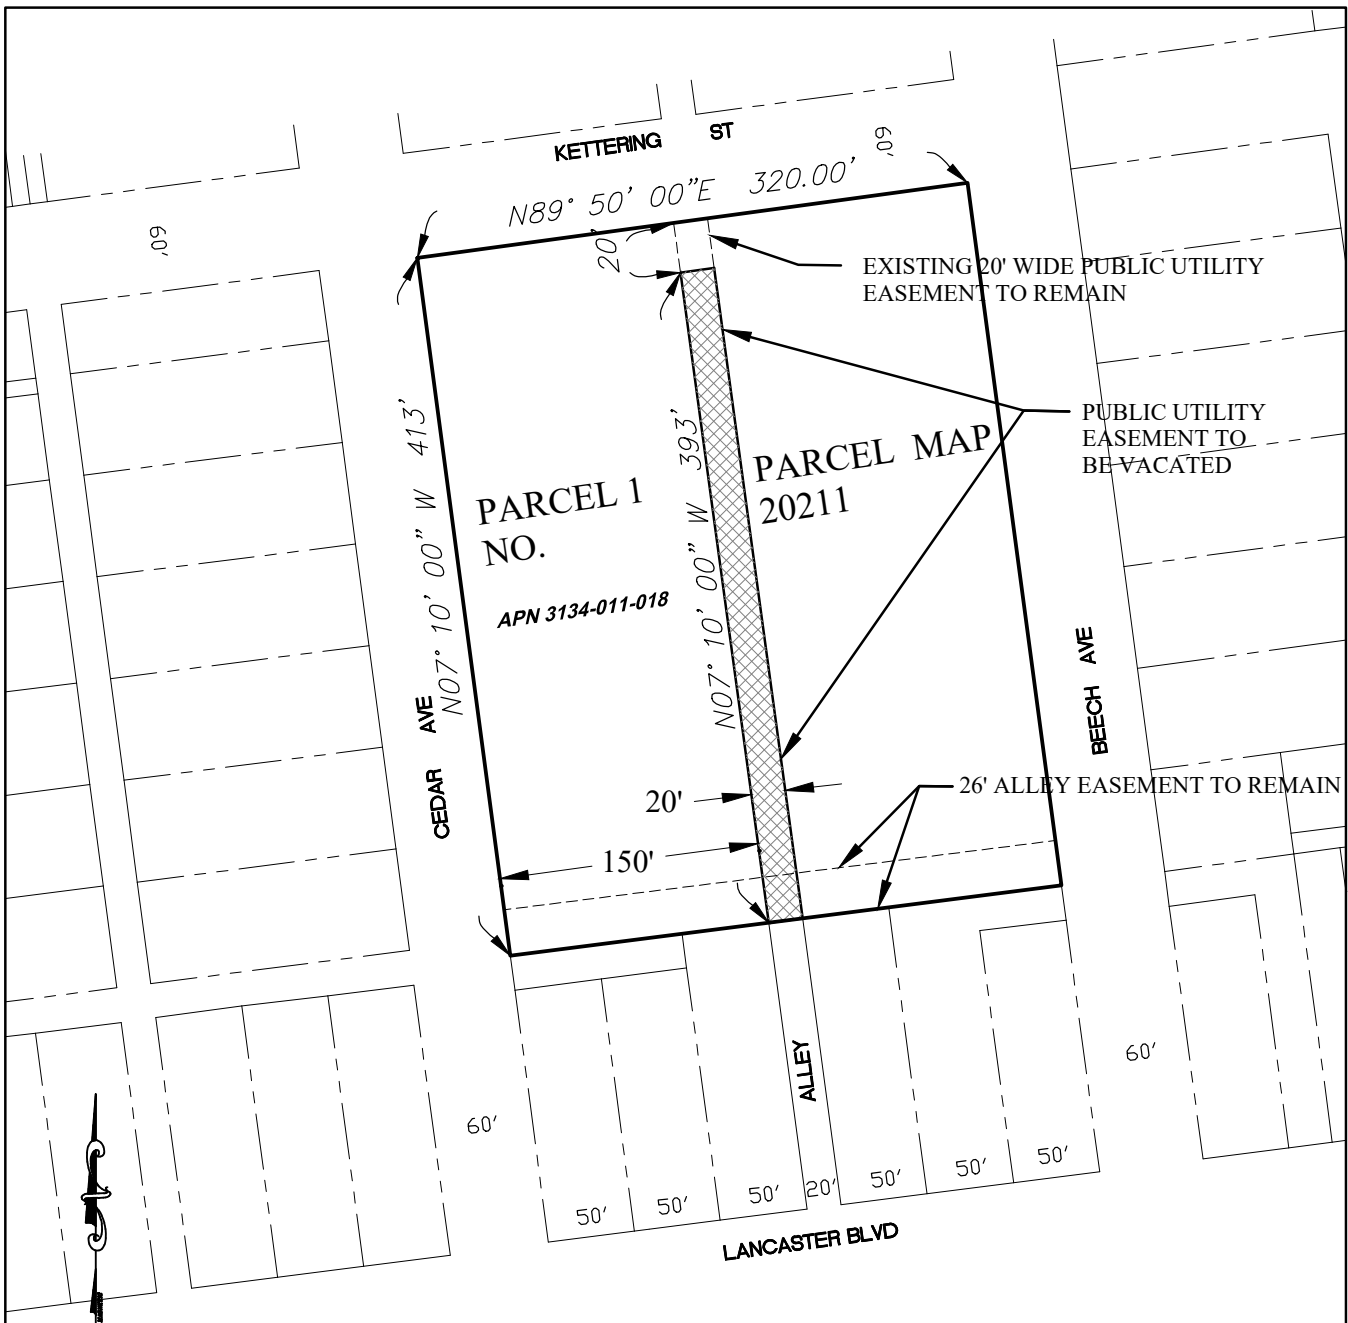 KETTERING ST
60'
N89° 50' 00"E 320.00'
60'
20'
EXISTING 20' WIDE PUBLIC UTILITY
EASEMENT TO REMAIN
PUBLIC UTILITY
EASEMENT TO
BE VACATED
N07° 10' 00" W 413'
N07° 10' 00" W 393'
PARCEL 1
NO.
PARCEL MAP
20211
APN 3134-011-018
CEDAR AVE
BEECH AVE
20'
26' ALLEY EASEMENT TO REMAIN
150'
ALLEY
60'
60'
50'
50'
50'
20'
50'
50'
50'
LANCASTER BLVD